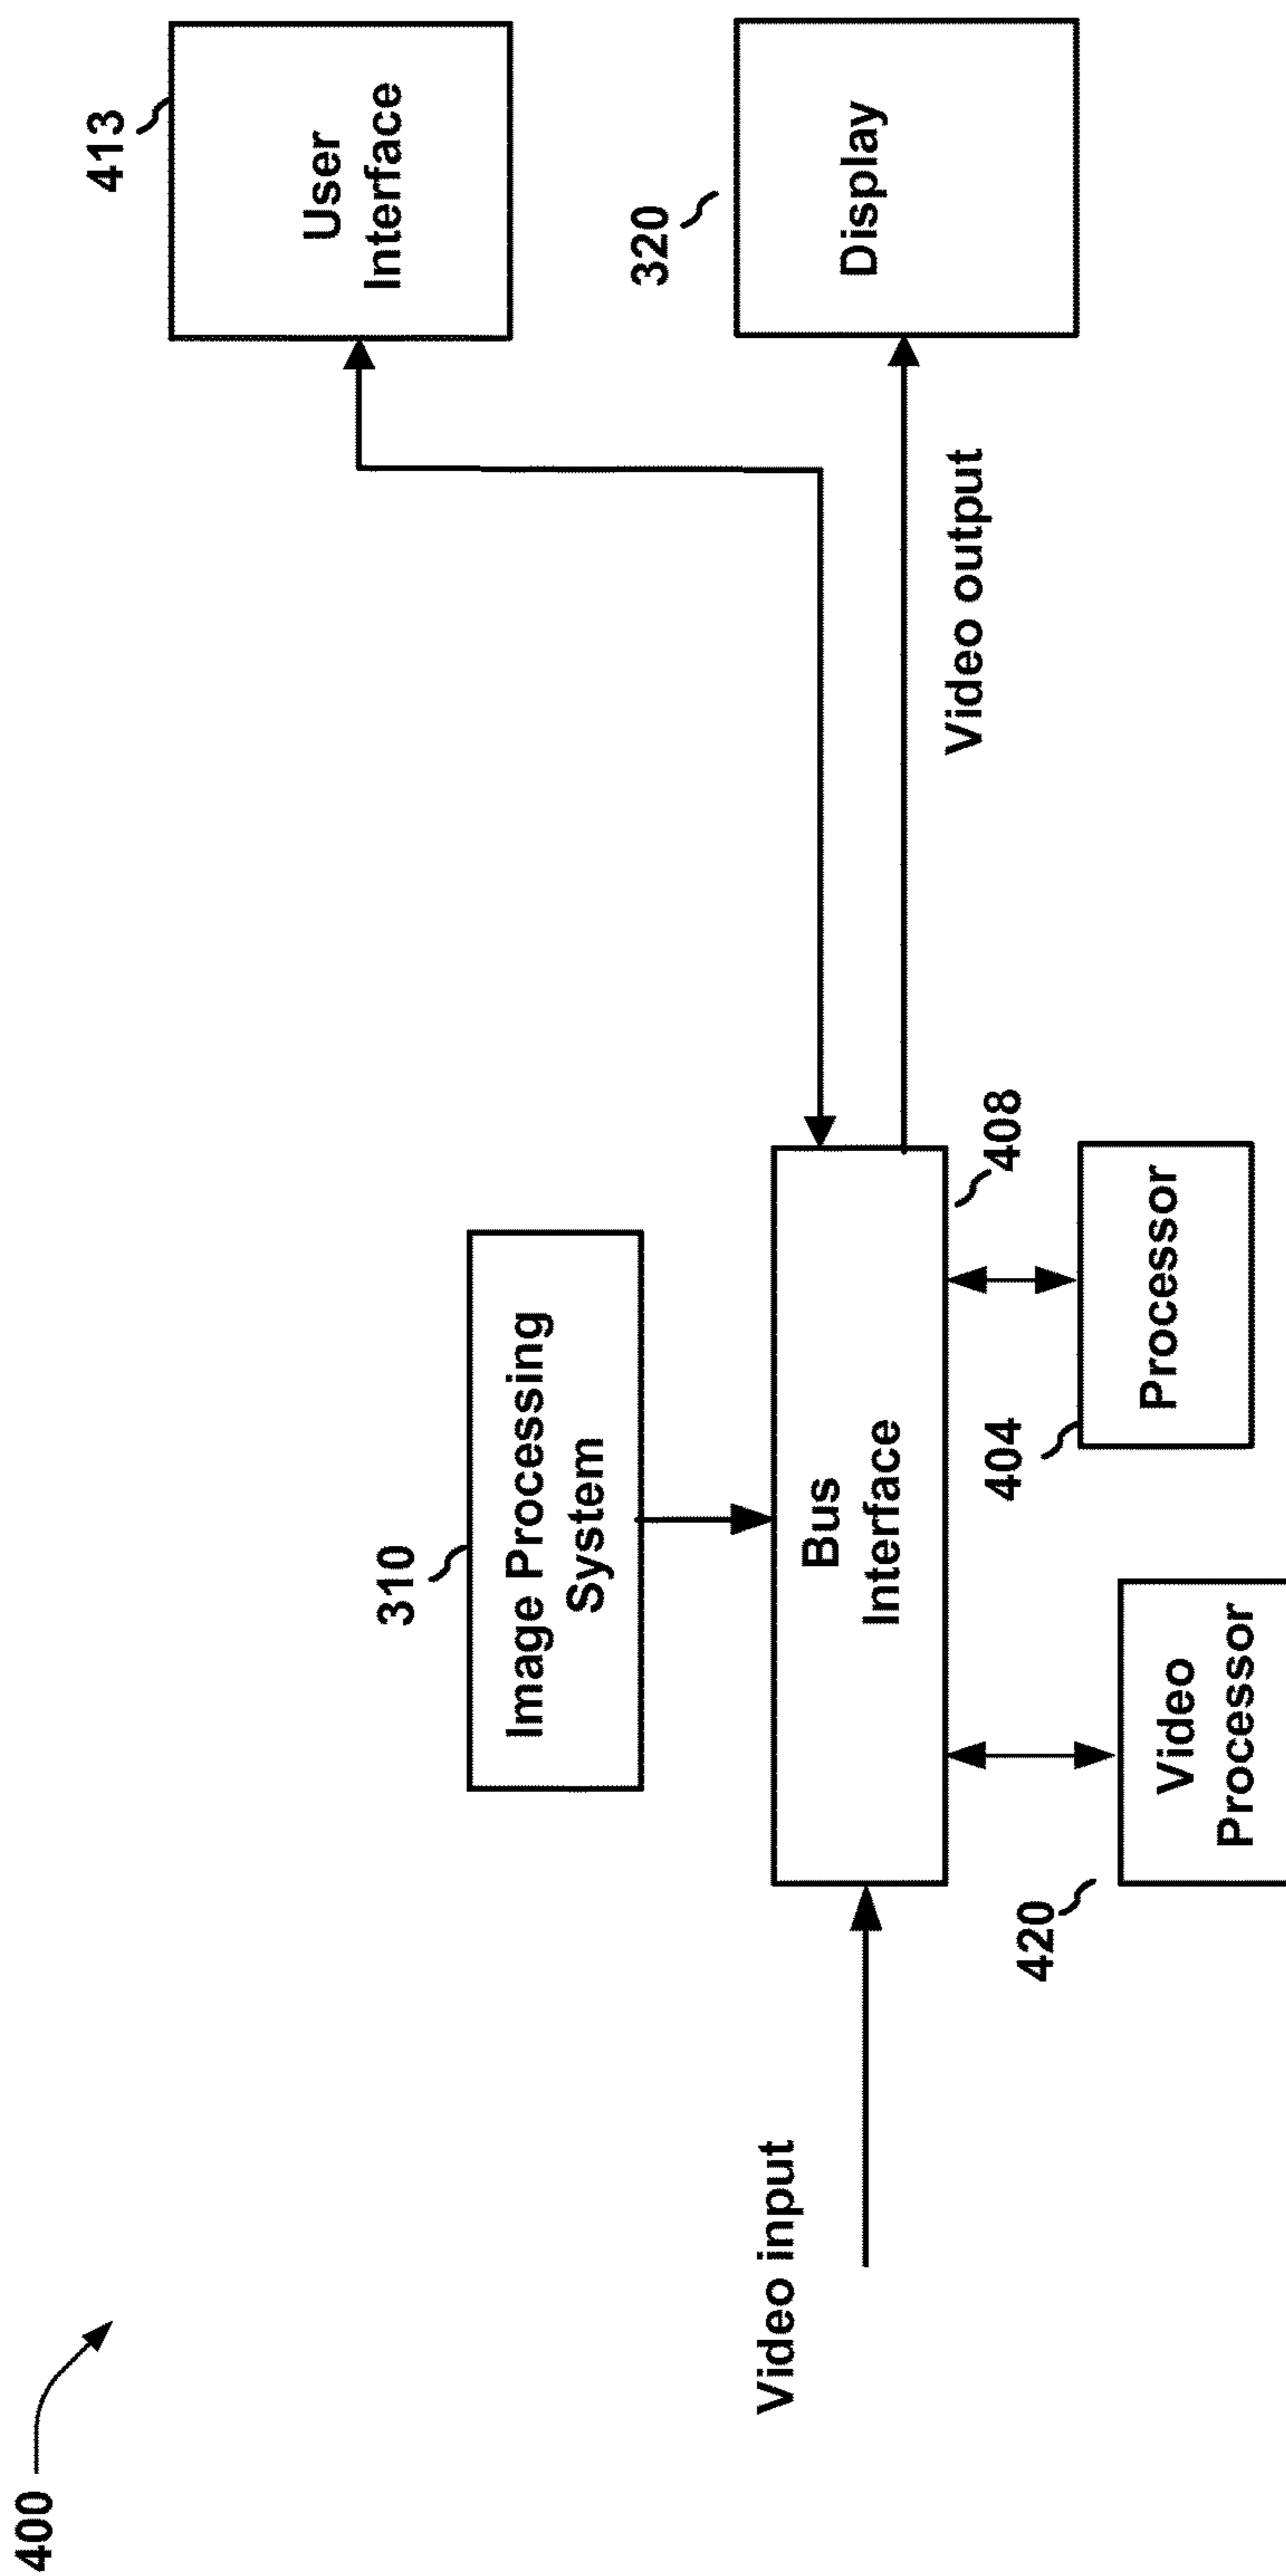 400
413
User
Interface
310
Image Processing
System
320
Display
Video input
Bus
Interface
408
Video output
420
Video
Processor
404
Processor